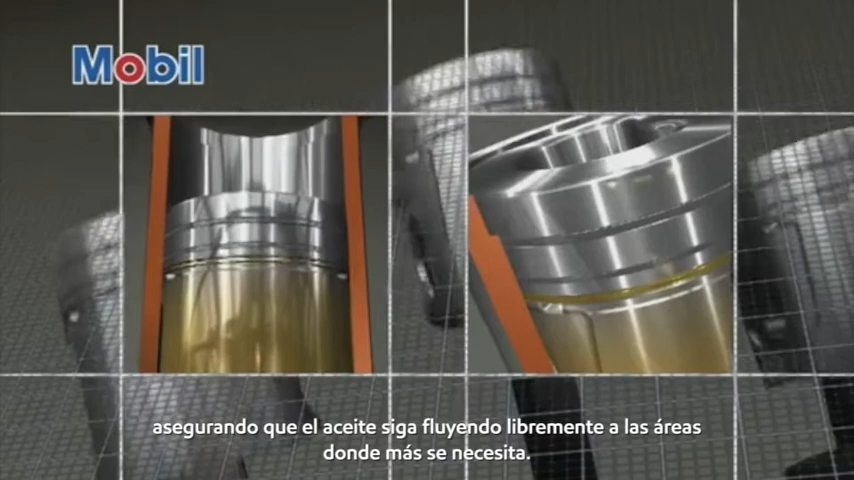 Mobil
asegurando que el aceite siga fluyendo libremente a las áreas
donde más se necesita.